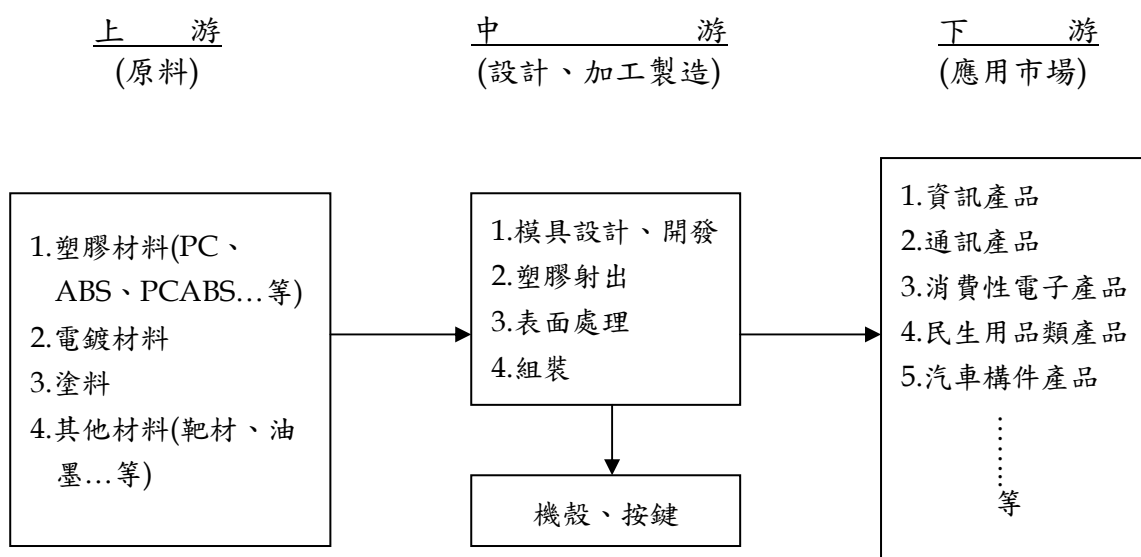 上 游
(原料)
中 游
(設計、加工製造)
下 游
(應用市場)
1.塑膠材料(PC、
ABS、PCABS…等)
2.電鍍材料
3.塗料
4.其他材料(靶材、油
墨…等)
1.模具設計、開發
2.塑膠射出
3.表面處理
4.組裝
機殼、按鍵
1.資訊產品
2.通訊產品
3.消費性電子產品
4.民生用品類產品
5.汽車構件產品
………
等